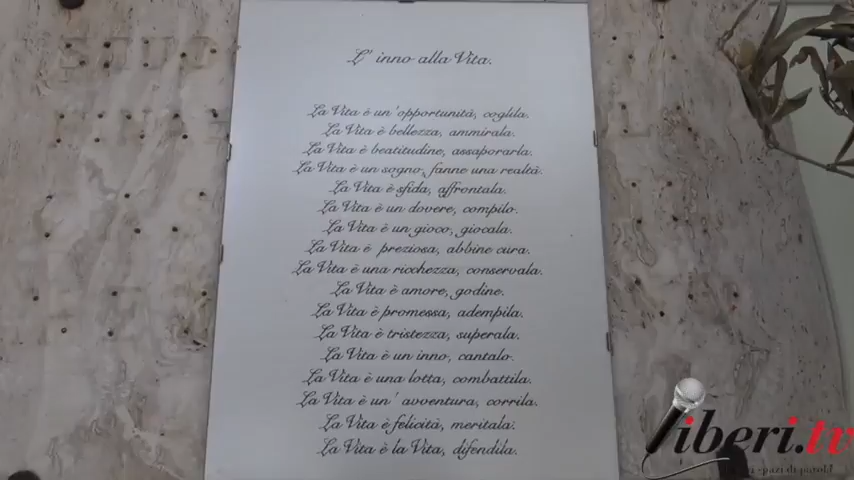 L' inno alla Vita.
La Vita è un'opportunità, coglila.
La Vita è bellezza, ammirala.
La Vita è beatitudine, assaporarla.
La Vita è un sogno, fanne una realtà.
La Vita è sfida, affrontala.
La Vita è un dovere, compilo.
La Vita è un gioco, giocala.
La Vita è preziosa, abbine cura.
La Vita è una ricchezza, conservala.
La Vita è amore, godine.
La Vita è promessa, adempila.
La Vita è tristezza, superala.
La Vita è un inno, cantalo.
La Vita è una lotta, combattila.
La Vita è un' avventura, corrila.
La Vita è felicità, meritala.
La Vita è la Vita, difendila.
liberi.tv